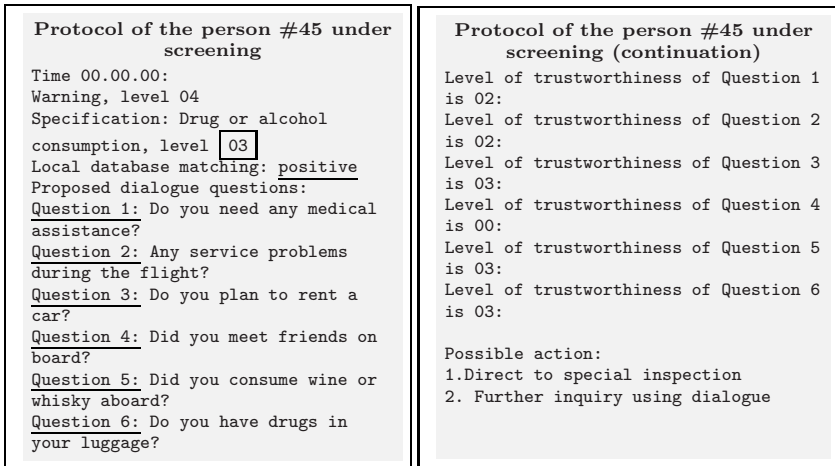 Protocol of the person #45 under
screening
Time 00.00.00:
Warning, level 04
Specification: Drug or alcohol
consumption, level 03
Local database matching: positive
Proposed dialogue questions:
Question 1: Do you need any medical
assistance?
Question 2: Any service problems
during the flight?
Question 3: Do you plan to rent a
car?
Question 4: Did you meet friends on
board?
Question 5: Did you consume wine or
whisky aboard?
Question 6: Do you have drugs in
your luggage?
Protocol of the person #45 under
screening (continuation)
Level of trustworthiness of Question 1
is 02:
Level of trustworthiness of Question 2
is 02:
Level of trustworthiness of Question 3
is 03:
Level of trustworthiness of Question 4
is 00:
Level of trustworthiness of Question 5
is 03:
Level of trustworthiness of Question 6
is 03:
Possible action:
1.Direct to special inspection
2. Further inquiry using dialogue